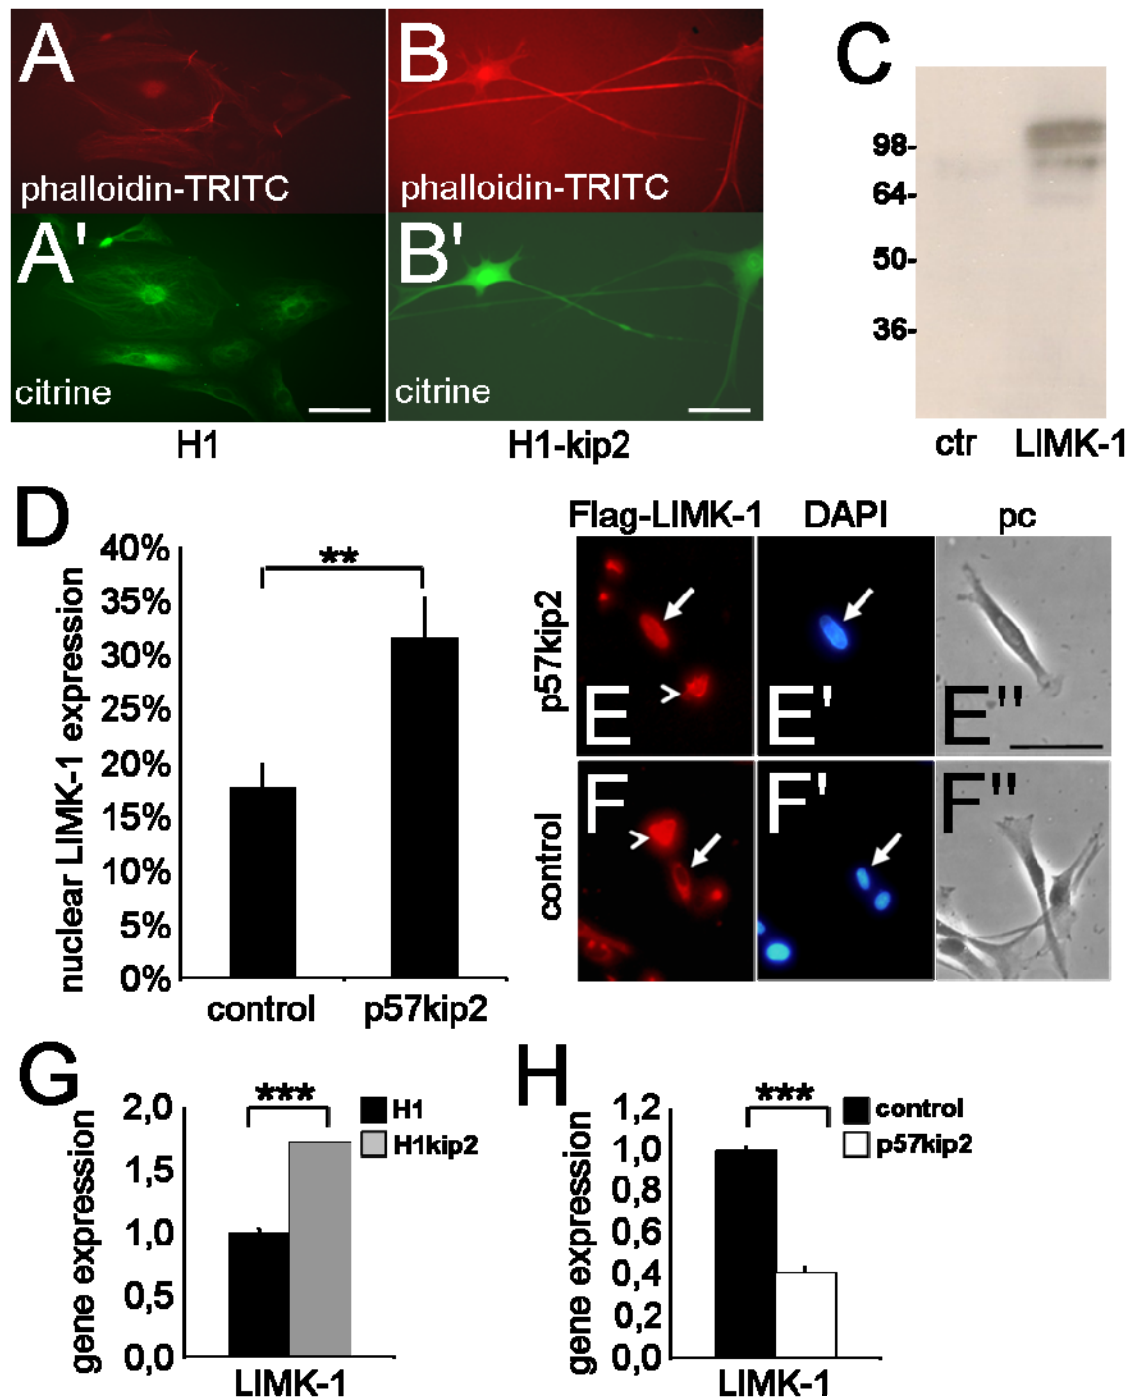 A
phalloidin-TRITC
A'
citrine
H1
B
phalloidin-TRITC
B'
citrine
H1-kip2
C
98-
64-
50-
36-
ctr LIMK-1
D
nuclear LIMK-1 expression
40%
35%
30%
25%
20%
15%
10%
5%
0%
**
control p57kip2
Flag-LIMK-1 DAPI pc
p57kip2
E E' E"
control
F F' F"
G
gene expression
2,0
1,5
1,0
0,5
0,0
***
H1
H1kip2
LIMK-1
H
gene expression
1,2
1,0
0,8
0,6
0,4
0,2
0,0
***
control
p57kip2
LIMK-1